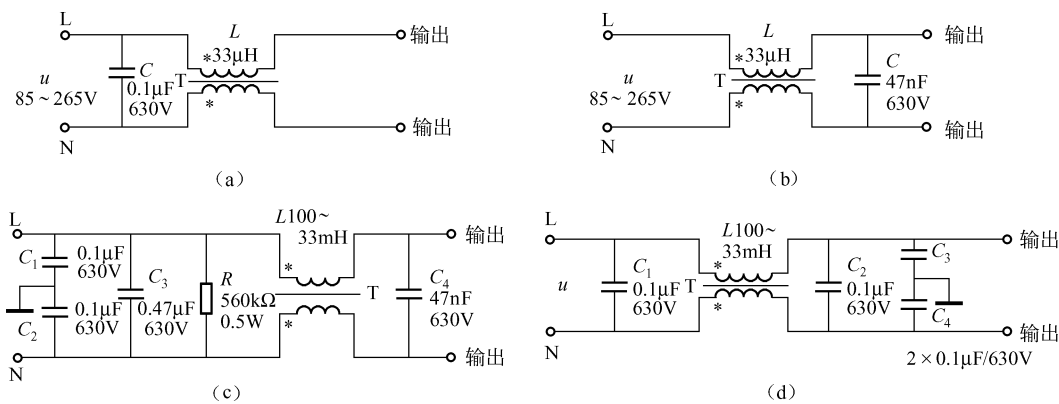 L
u
85~265V
N
C
0.1μF
630V
L
*33μH
T
*
输出
输出
(a)
L
u
85~265V
N
L
*33μH
T
*
C
47nF
630V
输出
输出
(b)
L
N
C1
0.1μF
630V
C2
0.1μF
630V
C3
0.47μF
630V
R
560kΩ
0.5W
L100~
33mH
*
T
*
C4
47nF
630V
输出
输出
(c)
L
u
N
C1
0.1μF
630V
L100~
33mH
*
T
*
C2
0.1μF
630V
C3
C4
2×0.1μF/630V
输出
输出
(d)